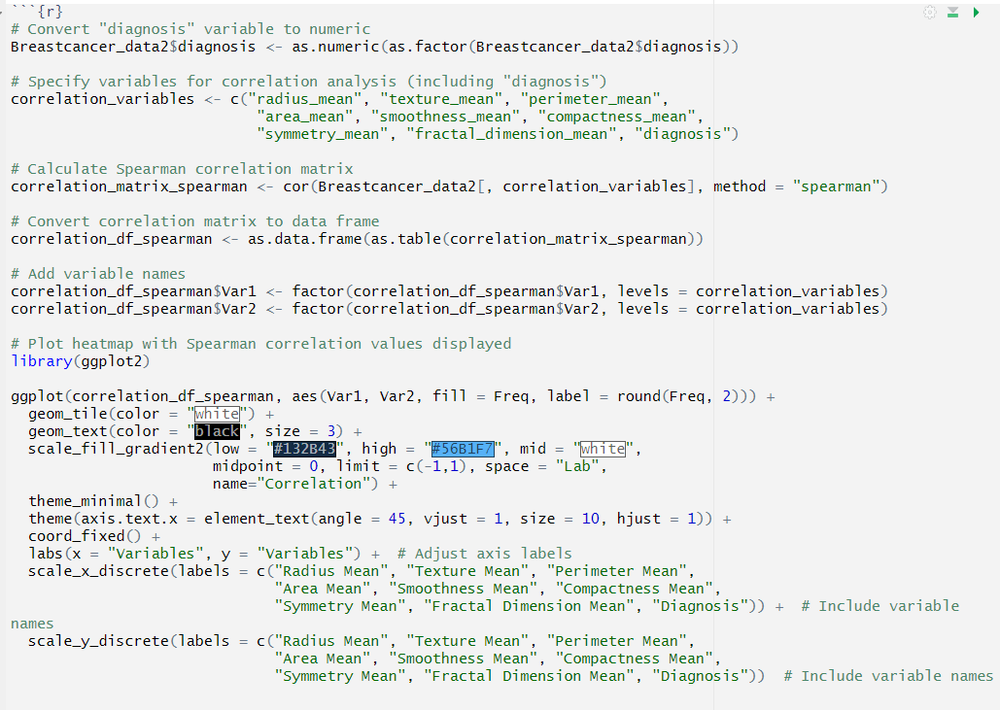 ```{r}
# Convert "diagnosis" variable to numeric
Breastcancer_data2$diagnosis <- as.numeric(as.factor(Breastcancer_data2$diagnosis))

# Specify variables for correlation analysis (including "diagnosis")
correlation_variables <- c("radius_mean", "texture_mean", "perimeter_mean",
                            "area_mean", "smoothness_mean", "compactness_mean",
                            "symmetry_mean", "fractal_dimension_mean", "diagnosis")

# Calculate Spearman correlation matrix
correlation_matrix_spearman <- cor(Breastcancer_data2[, correlation_variables], method = "spearman")

# Convert correlation matrix to data frame
correlation_df_spearman <- as.data.frame(as.table(correlation_matrix_spearman))

# Add variable names
correlation_df_spearman$Var1 <- factor(correlation_df_spearman$Var1, levels = correlation_variables)
correlation_df_spearman$Var2 <- factor(correlation_df_spearman$Var2, levels = correlation_variables)

# Plot heatmap with Spearman correlation values displayed
library(ggplot2)

ggplot(correlation_df_spearman, aes(Var1, Var2, fill = Freq, label = round(Freq, 2))) +
  geom_tile(color = "white") +
  geom_text(color = "black", size = 3) +
  scale_fill_gradient2(low = "#132B43", high = "#56B1F7", mid = "white",
                       midpoint = 0, limit = c(-1,1), space = "Lab",
                       name="Correlation") +
  theme_minimal() +
  theme(axis.text.x = element_text(angle = 45, vjust = 1, size = 10, hjust = 1)) +
  coord_fixed() +
  labs(x = "Variables", y = "Variables") +  # Adjust axis labels
  scale_x_discrete(labels = c("Radius Mean", "Texture Mean", "Perimeter Mean",
                              "Area Mean", "Smoothness Mean", "Compactness Mean",
                              "Symmetry Mean", "Fractal Dimension Mean", "Diagnosis")) +  # Include variable
names
  scale_y_discrete(labels = c("Radius Mean", "Texture Mean", "Perimeter Mean",
                              "Area Mean", "Smoothness Mean", "Compactness Mean",
                              "Symmetry Mean", "Fractal Dimension Mean", "Diagnosis"))  # Include variable names